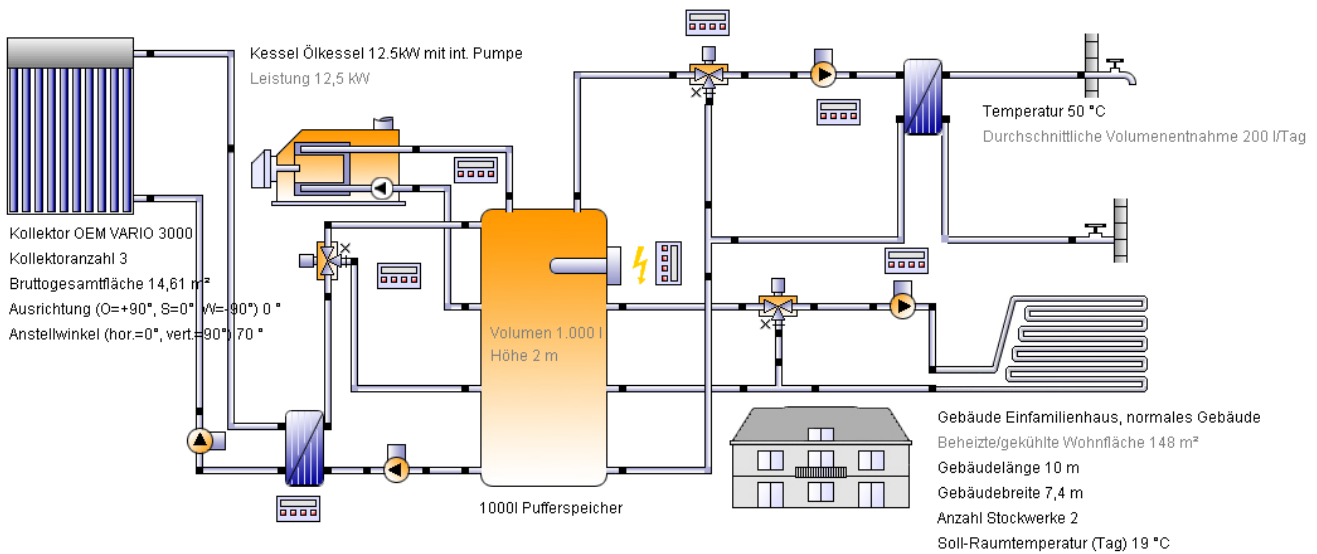 Kessel Ölkessel 12.5kW mit int. Pumpe
Leistung 12,5 kW
Temperatur 50 °C
Durchschnittliche Volumenentnahme 200 l/Tag
Kollektor OEM VARIO 3000
Kollektoranzahl 3
Bruttogesamtfläche 14,61 m²
Ausrichtung (O=+90°, S=0°, W=-90°) 0 °
Anstellwinkel (hor.=0°, vert.=90°) 70 °
Volumen 1.000 l
Höhe 2 m
1000l Pufferspeicher
Gebäude Einfamilienhaus, normales Gebäude
Beheizte/gekühlte Wohnfläche 148 m²
Gebäudelänge 10 m
Gebäudebreite 7,4 m
Anzahl Stockwerke 2
Soll-Raumtemperatur (Tag) 19 °C